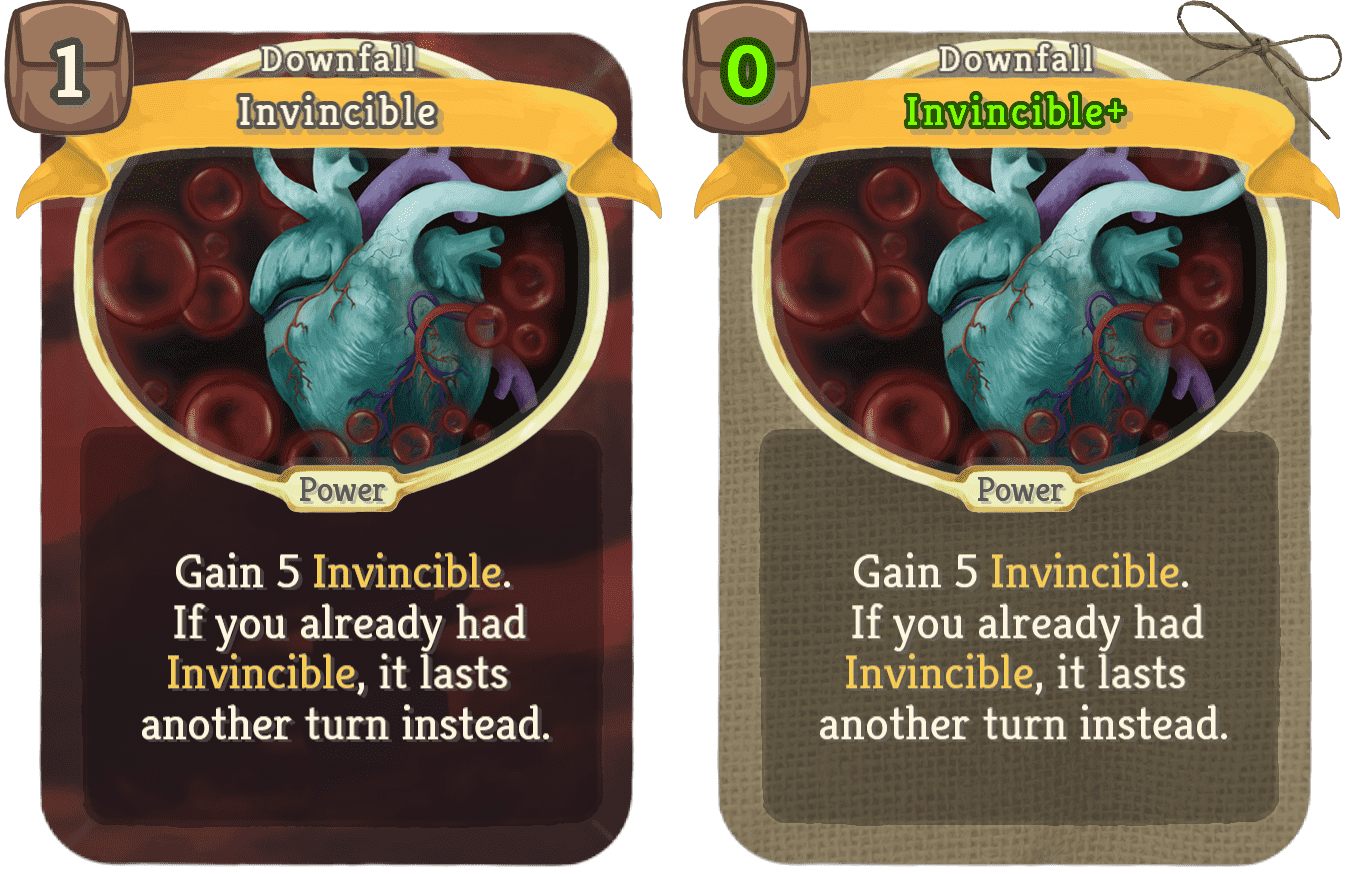 1
Downfall
Invincible
Power
Gain 5 Invincible.
If you already had
Invincible, it lasts
another turn instead.
0
Downfall
Invincible+
Power
Gain 5 Invincible.
If you already had
Invincible, it lasts
another turn instead.